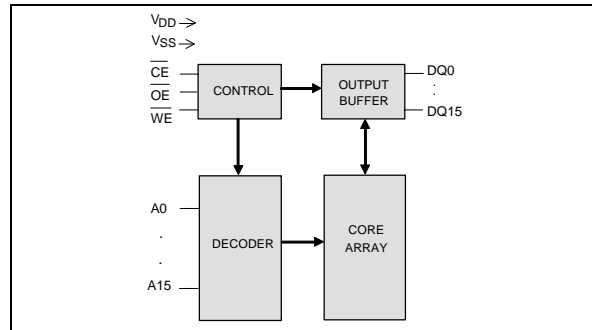 VDD
VSS
CE
OE
WE
CONTROL
OUTPUT
BUFFER
DQ0
:
DQ15
A0
.
.
.
A15
DECODER
CORE
ARRAY